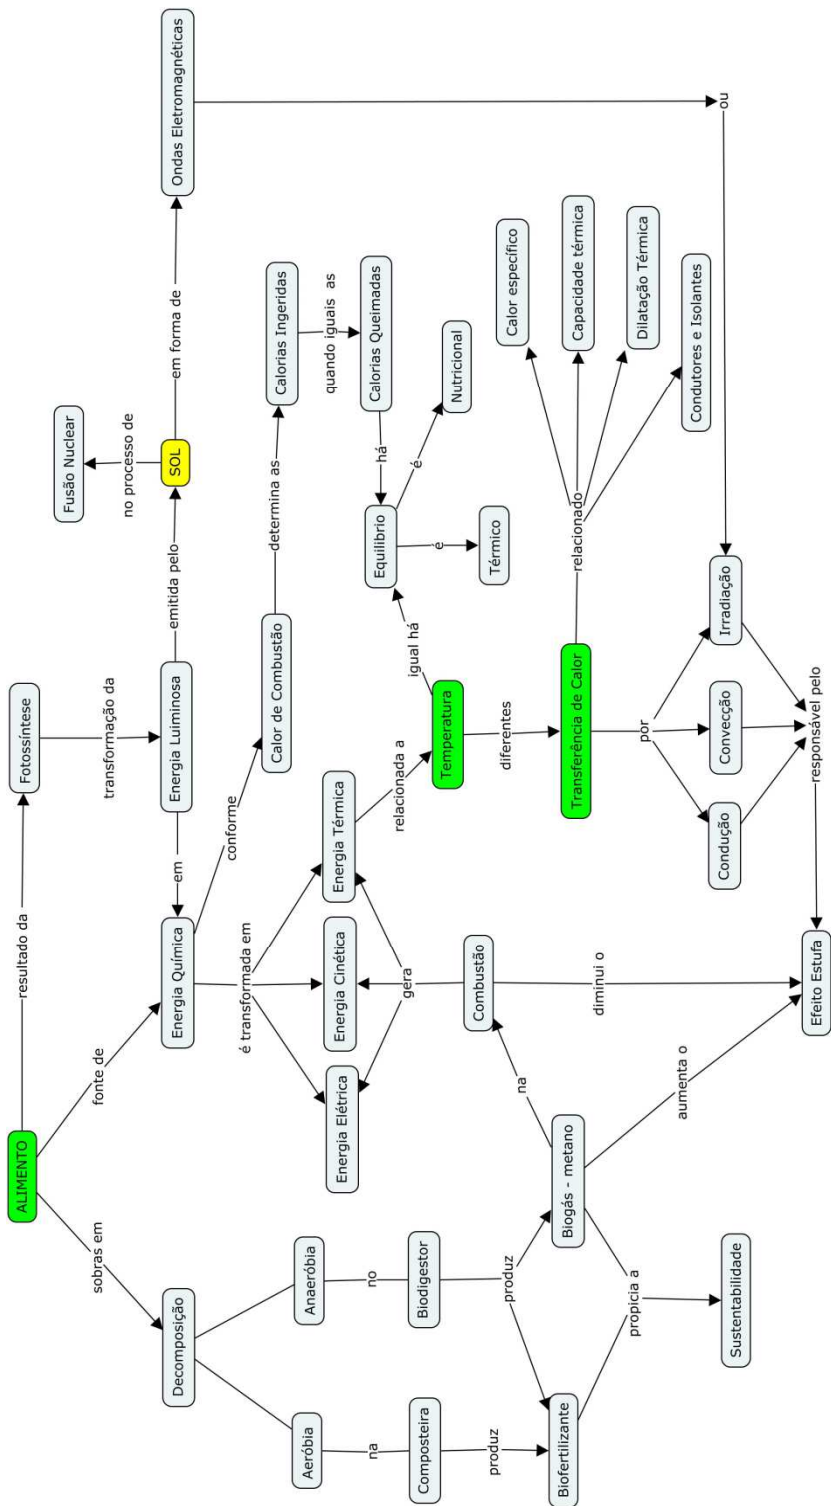 ALIMENTO
resultado da
Fotossíntese
fonte de
sobras em
transformação da
Fusão Nuclear
no processo de
Decomposição
Energia Química
em
Energia Luminosa
emitida pelo
SOL
em forma de
Ondas Eletromagnéticas
conforme
Calor de Combustão
determina as
Calorias Ingeridas
quando iguais as
Calorias Queimadas
há
Aeróbia
Anaeróbia
é transformada em
na
no
Energia Elétrica
Energia Cinética
Energia Térmica
relacionada a
igual há
Equilibrio
é
Nutricional
e
Térmico
Composteira
Biodigestor
gera
Temperatura
diferentes
produz
produz
na
Combustão
Biofertilizante
Biogás - metano
Transferência de Calor
relacionado
Calor específico
Capacidade térmica
Dilatação Térmica
Condutores e Isolantes
propicia a
aumenta o
diminui o
por
Sustentabilidade
Condução
Convecção
Irradiação
ou
responsável pelo
Efeito Estufa